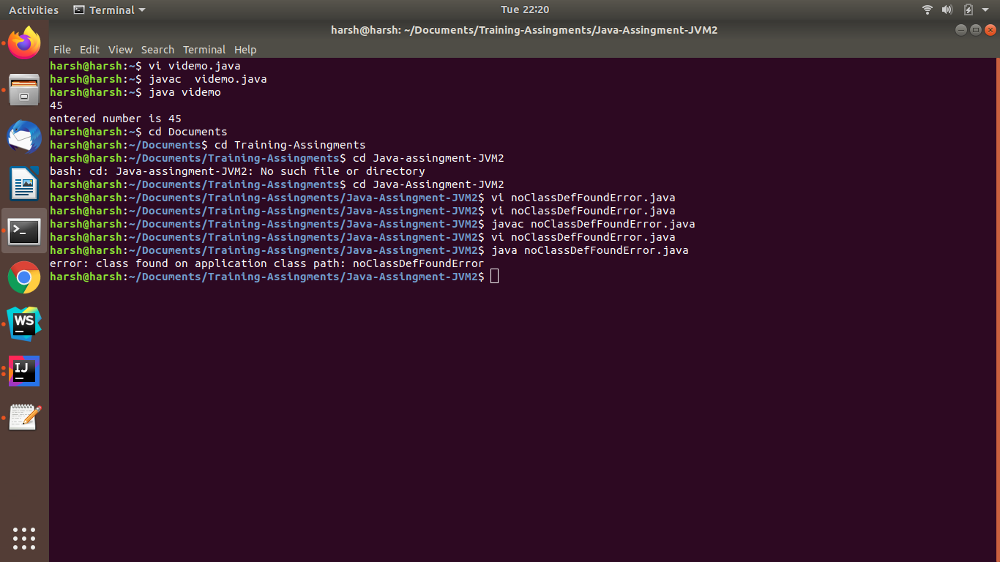 Activities
Terminal
Tue 22:20
harsh@harsh: ~/Documents/Training-Assingments/Java-Assingment-JVM2
File Edit View Search Terminal Help
harsh@harsh:~$ vi videmo.java
harsh@harsh:~$ javac  videmo.java
harsh@harsh:~$ java videmo
45
entered number is 45
harsh@harsh:~$ cd Documents
harsh@harsh:~/Documents$ cd Training-Assingments
harsh@harsh:~/Documents/Training-Assingments$ cd Java-assingment-JVM2
bash: cd: Java-assingment-JVM2: No such file or directory
harsh@harsh:~/Documents/Training-Assingments$ cd Java-Assingment-JVM2
harsh@harsh:~/Documents/Training-Assingments/Java-Assingment-JVM2$ vi noClassDefFoundError.java
harsh@harsh:~/Documents/Training-Assingments/Java-Assingment-JVM2$ vi noClassDefFoundError.java
harsh@harsh:~/Documents/Training-Assingments/Java-Assingment-JVM2$ javac noClassDefFoundError.java
harsh@harsh:~/Documents/Training-Assingments/Java-Assingment-JVM2$ vi noClassDefFoundError.java
harsh@harsh:~/Documents/Training-Assingments/Java-Assingment-JVM2$ java noClassDefFoundError.java
error: class found on application class path: noClassDefFoundError
harsh@harsh:~/Documents/Training-Assingments/Java-Assingment-JVM2$
>_
WS
IJ